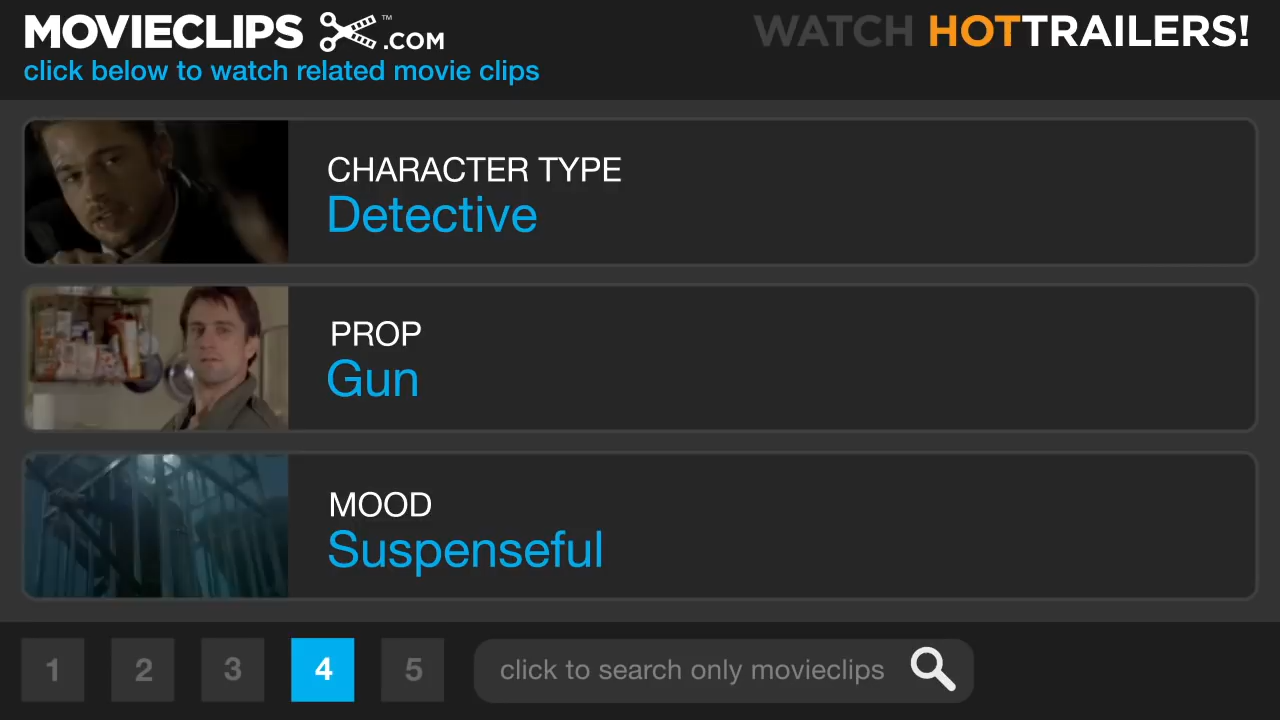 MOVIECLIPS ™ .COM
WATCH HOTTRAILERS!
click below to watch related movie clips
CHARACTER TYPE
Detective
PROP
Gun
MOOD
Suspenseful
1 2 3 4 5 click to search only movieclips